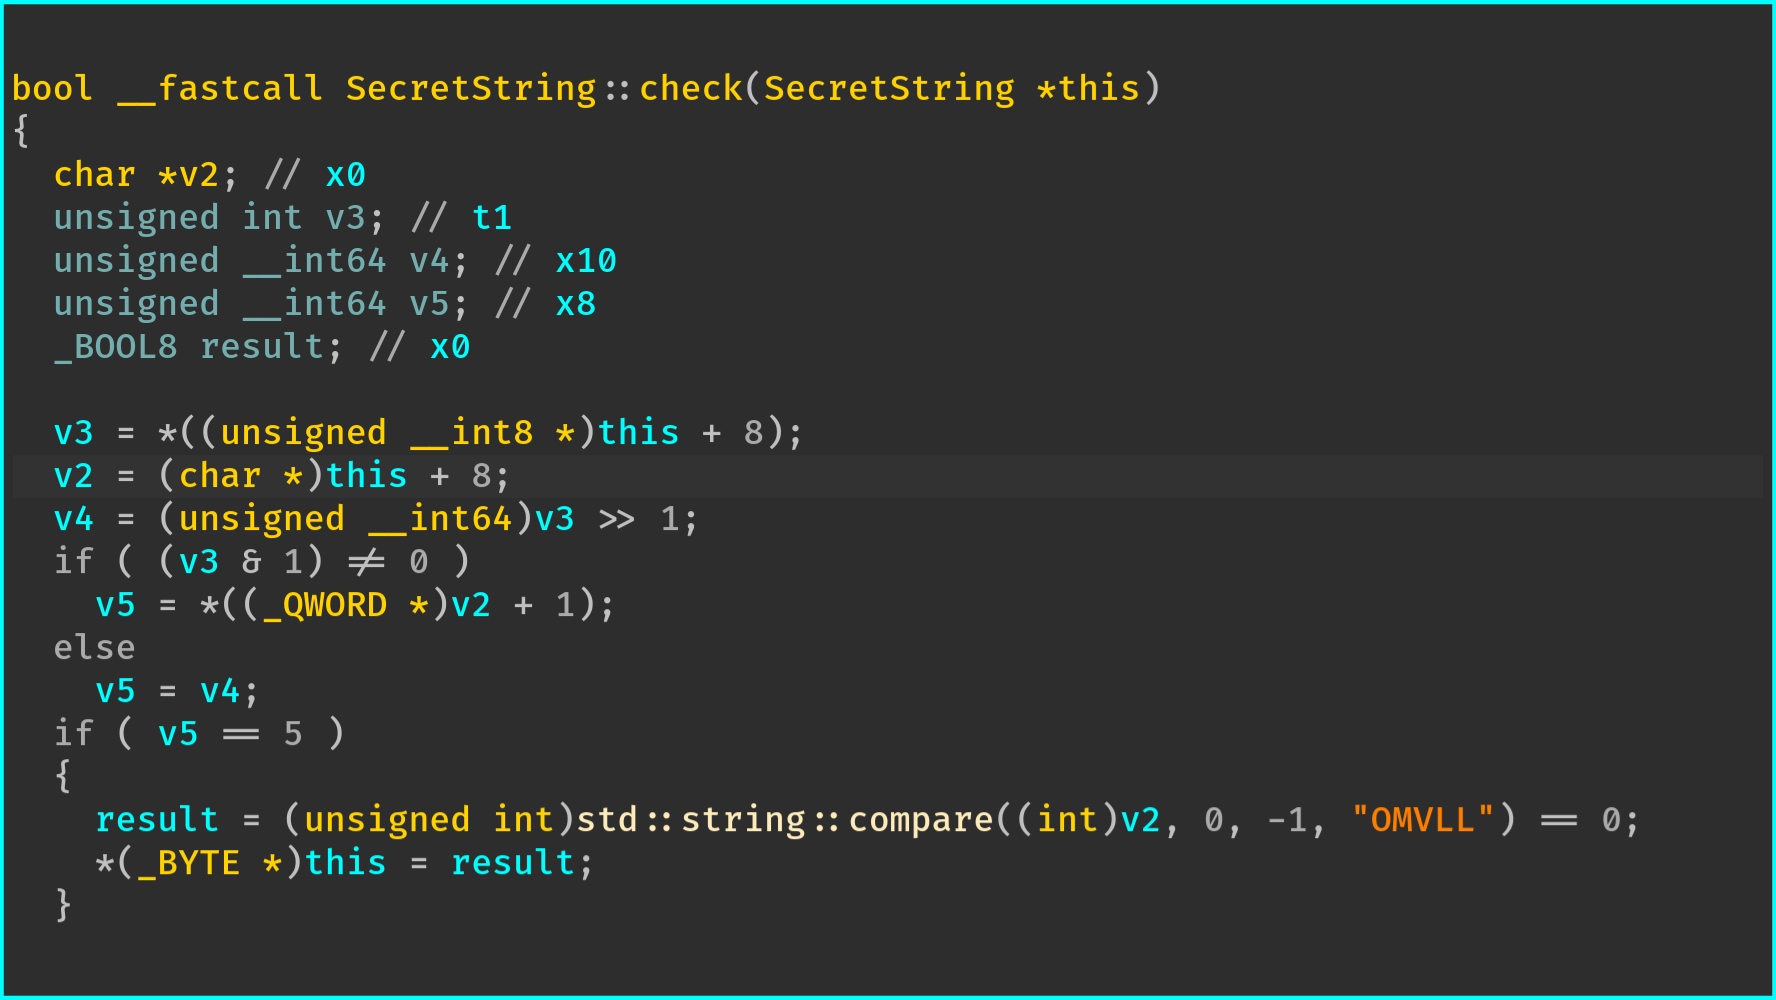 bool __fastcall SecretString::check(SecretString *this)
{
  char *v2; // x0
  unsigned int v3; // t1
  unsigned __int64 v4; // x10
  unsigned __int64 v5; // x8
  _BOOL8 result; // x0

  v3 = *((unsigned __int8 *)this + 8);
  v2 = (char *)this + 8;
  v4 = (unsigned __int64)v3 >> 1;
  if ( (v3 & 1) != 0 )
    v5 = *((_QWORD *)v2 + 1);
  else
    v5 = v4;
  if ( v5 == 5 )
  {
    result = (unsigned int)std::string::compare((int)v2, 0, -1, "OMVLL") == 0;
    *(_BYTE *)this = result;
  }